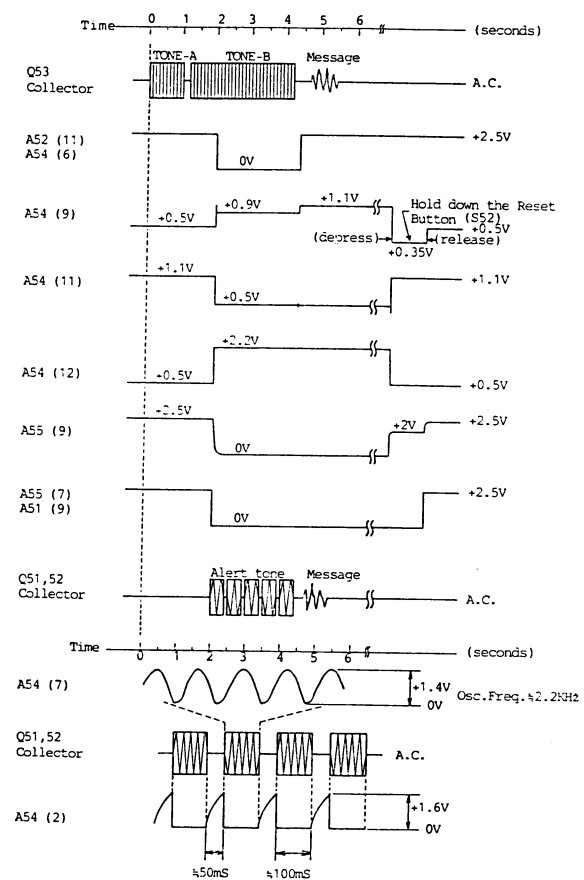 0 1 2 3 4 5 6
Time (seconds)
TONE-A TONE-B Message
Q53
Collector
A.C.
A52 (11)
A54 (6)
0V
+2.5V
A54 (9)
+0.5V
+0.9V
+1.1V
Hold down the Reset
Button (S52)
+0.5V
(depress) (release)
+0.35V
A54 (11)
+1.1V
+0.5V
+1.1V
A54 (12)
+0.5V
+2.2V
+0.5V
A55 (9)
+2.5V
0V
+2V
+2.5V
A55 (7)
A51 (9)
0V
+2.5V
Q51,52
Collector
Alert tone Message
A.C.
Time (seconds)
0 1 2 3 4 5 6
A54 (7)
+1.4V
0V
Osc.Freq.≒2.2KHz
Q51,52
Collector
A.C.
A54 (2)
+1.6V
0V
≒50mS ≒100mS